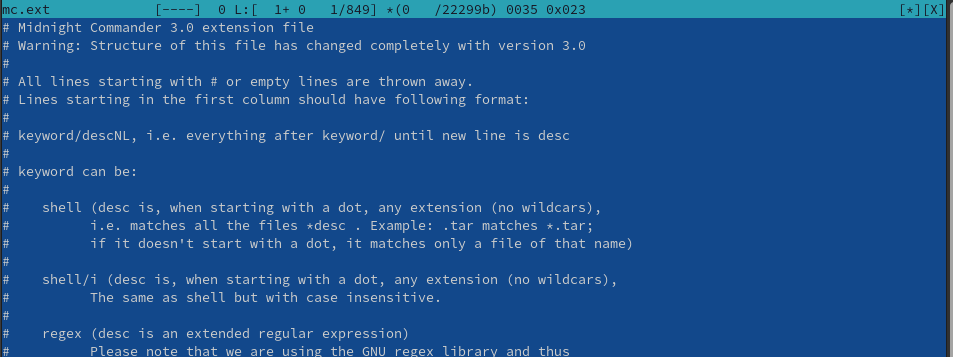 mc.ext [----] 0 L:[ 1+ 0 1/849] *(0 /22299b) 0035 0x023 [*][X]
# Midnight Commander 3.0 extension file
# Warning: Structure of this file has changed completely with version 3.0
#
# All lines starting with # or empty lines are thrown away.
# Lines starting in the first column should have following format:
#
# keyword/descNL, i.e. everything after keyword/ until new line is desc
#
# keyword can be:
#
# shell (desc is, when starting with a dot, any extension (no wildcars),
# i.e. matches all the files *desc . Example: .tar matches *.tar;
# if it doesn't start with a dot, it matches only a file of that name)
#
# shell/i (desc is, when starting with a dot, any extension (no wildcars),
# The same as shell but with case insensitive.
#
# regex (desc is an extended regular expression)
# Please note that we are using the GNU regex library and thus